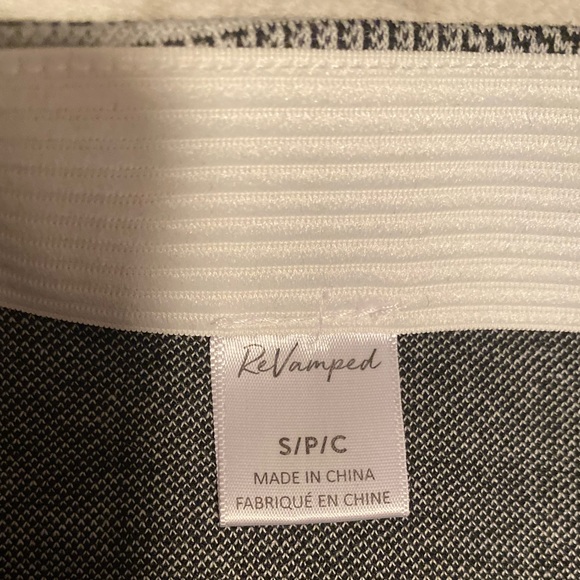 ReVamped
S/P/C
MADE IN CHINA
FABRIQUÉ EN CHINE